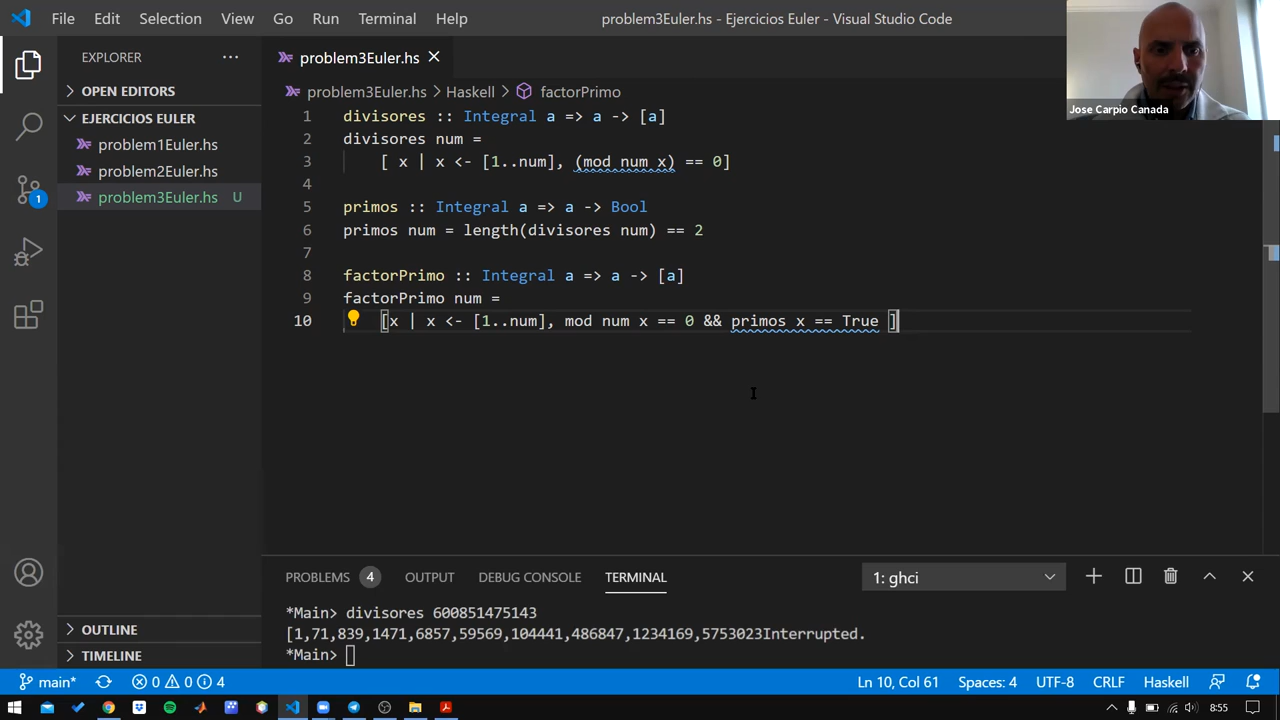 File Edit Selection View Go Run Terminal Help
problem3Euler.hs - Ejercicios Euler - Visual Studio Code
Jose Carpio Canada
EXPLORER
OPEN EDITORS
EJERCICIOS EULER
problem1Euler.hs
problem2Euler.hs
problem3Euler.hs U
1
OUTLINE
TIMELINE
problem3Euler.hs
problem3Euler.hs > Haskell > factorPrimo
1 divisores :: Integral a => a -> [a]
2 divisores num =
3 [ x | x <- [1..num], (mod num x) == 0]
4
5 primos :: Integral a => a -> Bool
6 primos num = length(divisores num) == 2
7
8 factorPrimo :: Integral a => a -> [a]
9 factorPrimo num =
10 [x | x <- [1..num], mod num x == 0 && primos x == True ]
PROBLEMS 4 OUTPUT DEBUG CONSOLE TERMINAL 1: ghci
*Main> divisores 600851475143
[1,71,839,1471,6857,59569,104441,486847,1234169,5753023Interrupted.
*Main>
main* 0 0 4 Ln 10, Col 61 Spaces: 4 UTF-8 CRLF Haskell
8:55